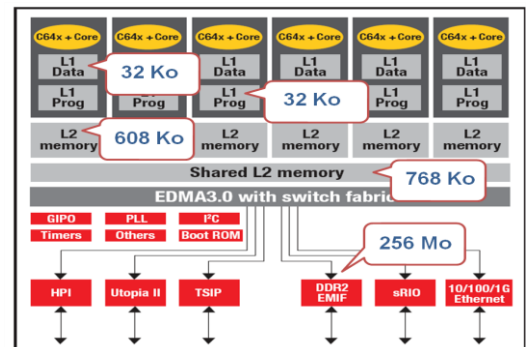 C64x + Core C64x + Core C64x + Core C64x + Core C64x + Core C64x + Core
L1 Data L1 Data L1 Data L1 Data L1 Data
32 Ko
L1 Prog L1 Prog L1 Prog L1 Prog L1 Prog
32 Ko
L2 memory L2 memory L2 memory L2 memory L2 memory
608 Ko
Shared L2 memory
768 Ko
EDMA3.0 with switch fabric
GIPO PLL I²C
Timers Others Boot ROM
256 Mo
HPI Utopia II TSIP DDR2 EMIF sRIO 10/100/1G Ethernet